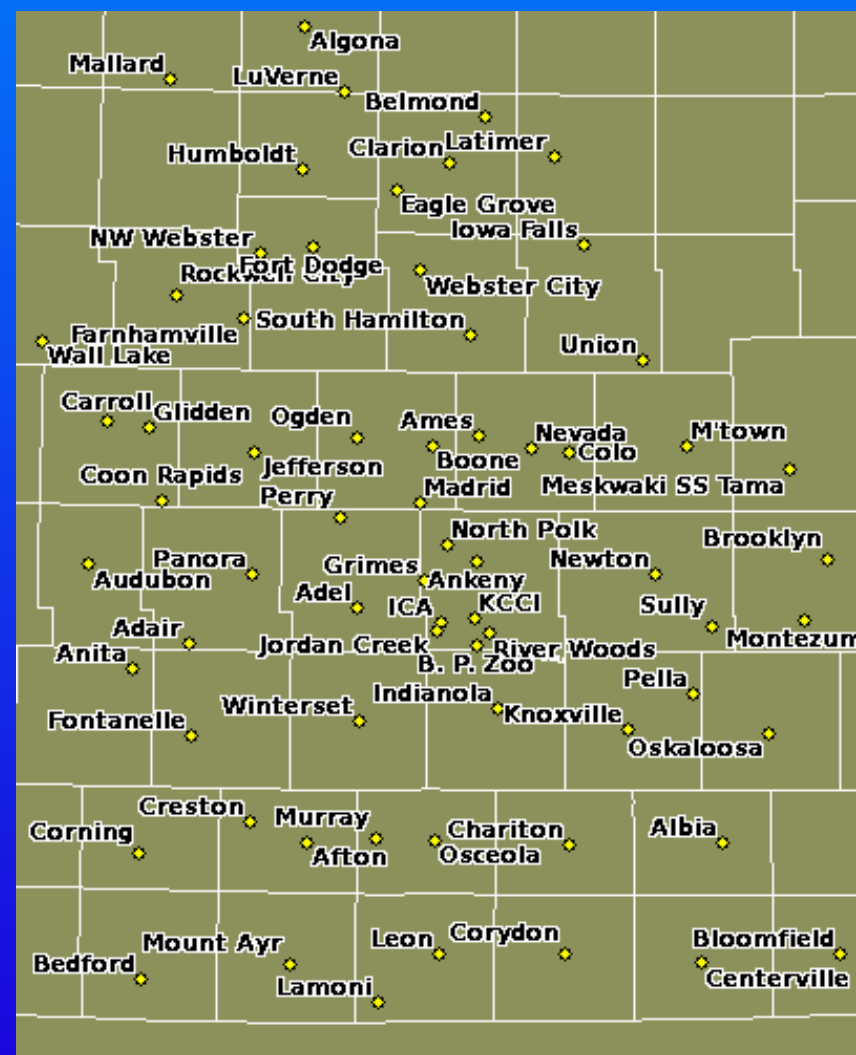 Algona
Mallard
LuVerne
Belmond
Clarion
Latimer
Humboldt
Eagle Grove
Iowa Falls
NW Webster
Fort Dodge
Rockwell City
Webster City
South Hamilton
Farnhamville
Wall Lake
Union
Carroll
Glidden
Ogden
Ames
Nevada
M'town
Boone
Colo
Jefferson
Coon Rapids
Meskwaki SS Tama
Madrid
Perry
North Polk
Brooklyn
Panora
Grimes
Newton
Audubon
Ankeny
Adel
ICA
KCCI
Sully
Adair
Montezum
Jordan Creek
River Woods
Anita
B. P. Zoo
Pella
Indianola
Winterset
Knoxville
Fontanelle
Oskaloosa
Creston
Murray
Corning
Chariton
Albia
Afton
Osceola
Mount Ayr
Leon
Corydon
Bloomfield
Bedford
Centerville
Lamoni